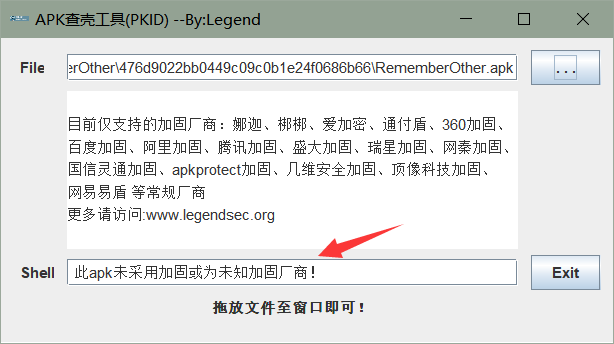 APK查壳工具(PKID) --By:Legend
File erOther\476d9022bb0449c09c0b1e24f0686b66\RememberOther.apk ...
目前仅支持的加固厂商：娜迦、梆梆、爱加密、通付盾、360加固、
百度加固、阿里加固、腾讯加固、盛大加固、瑞星加固、网秦加固、
国信灵通加固、apkprotect加固、几维安全加固、顶像科技加固、
网易易盾 等常规厂商
更多请访问:www.legendsec.org
Shell 此apk未采用加固或为未知加固厂商！ Exit
拖放文件至窗口即可！